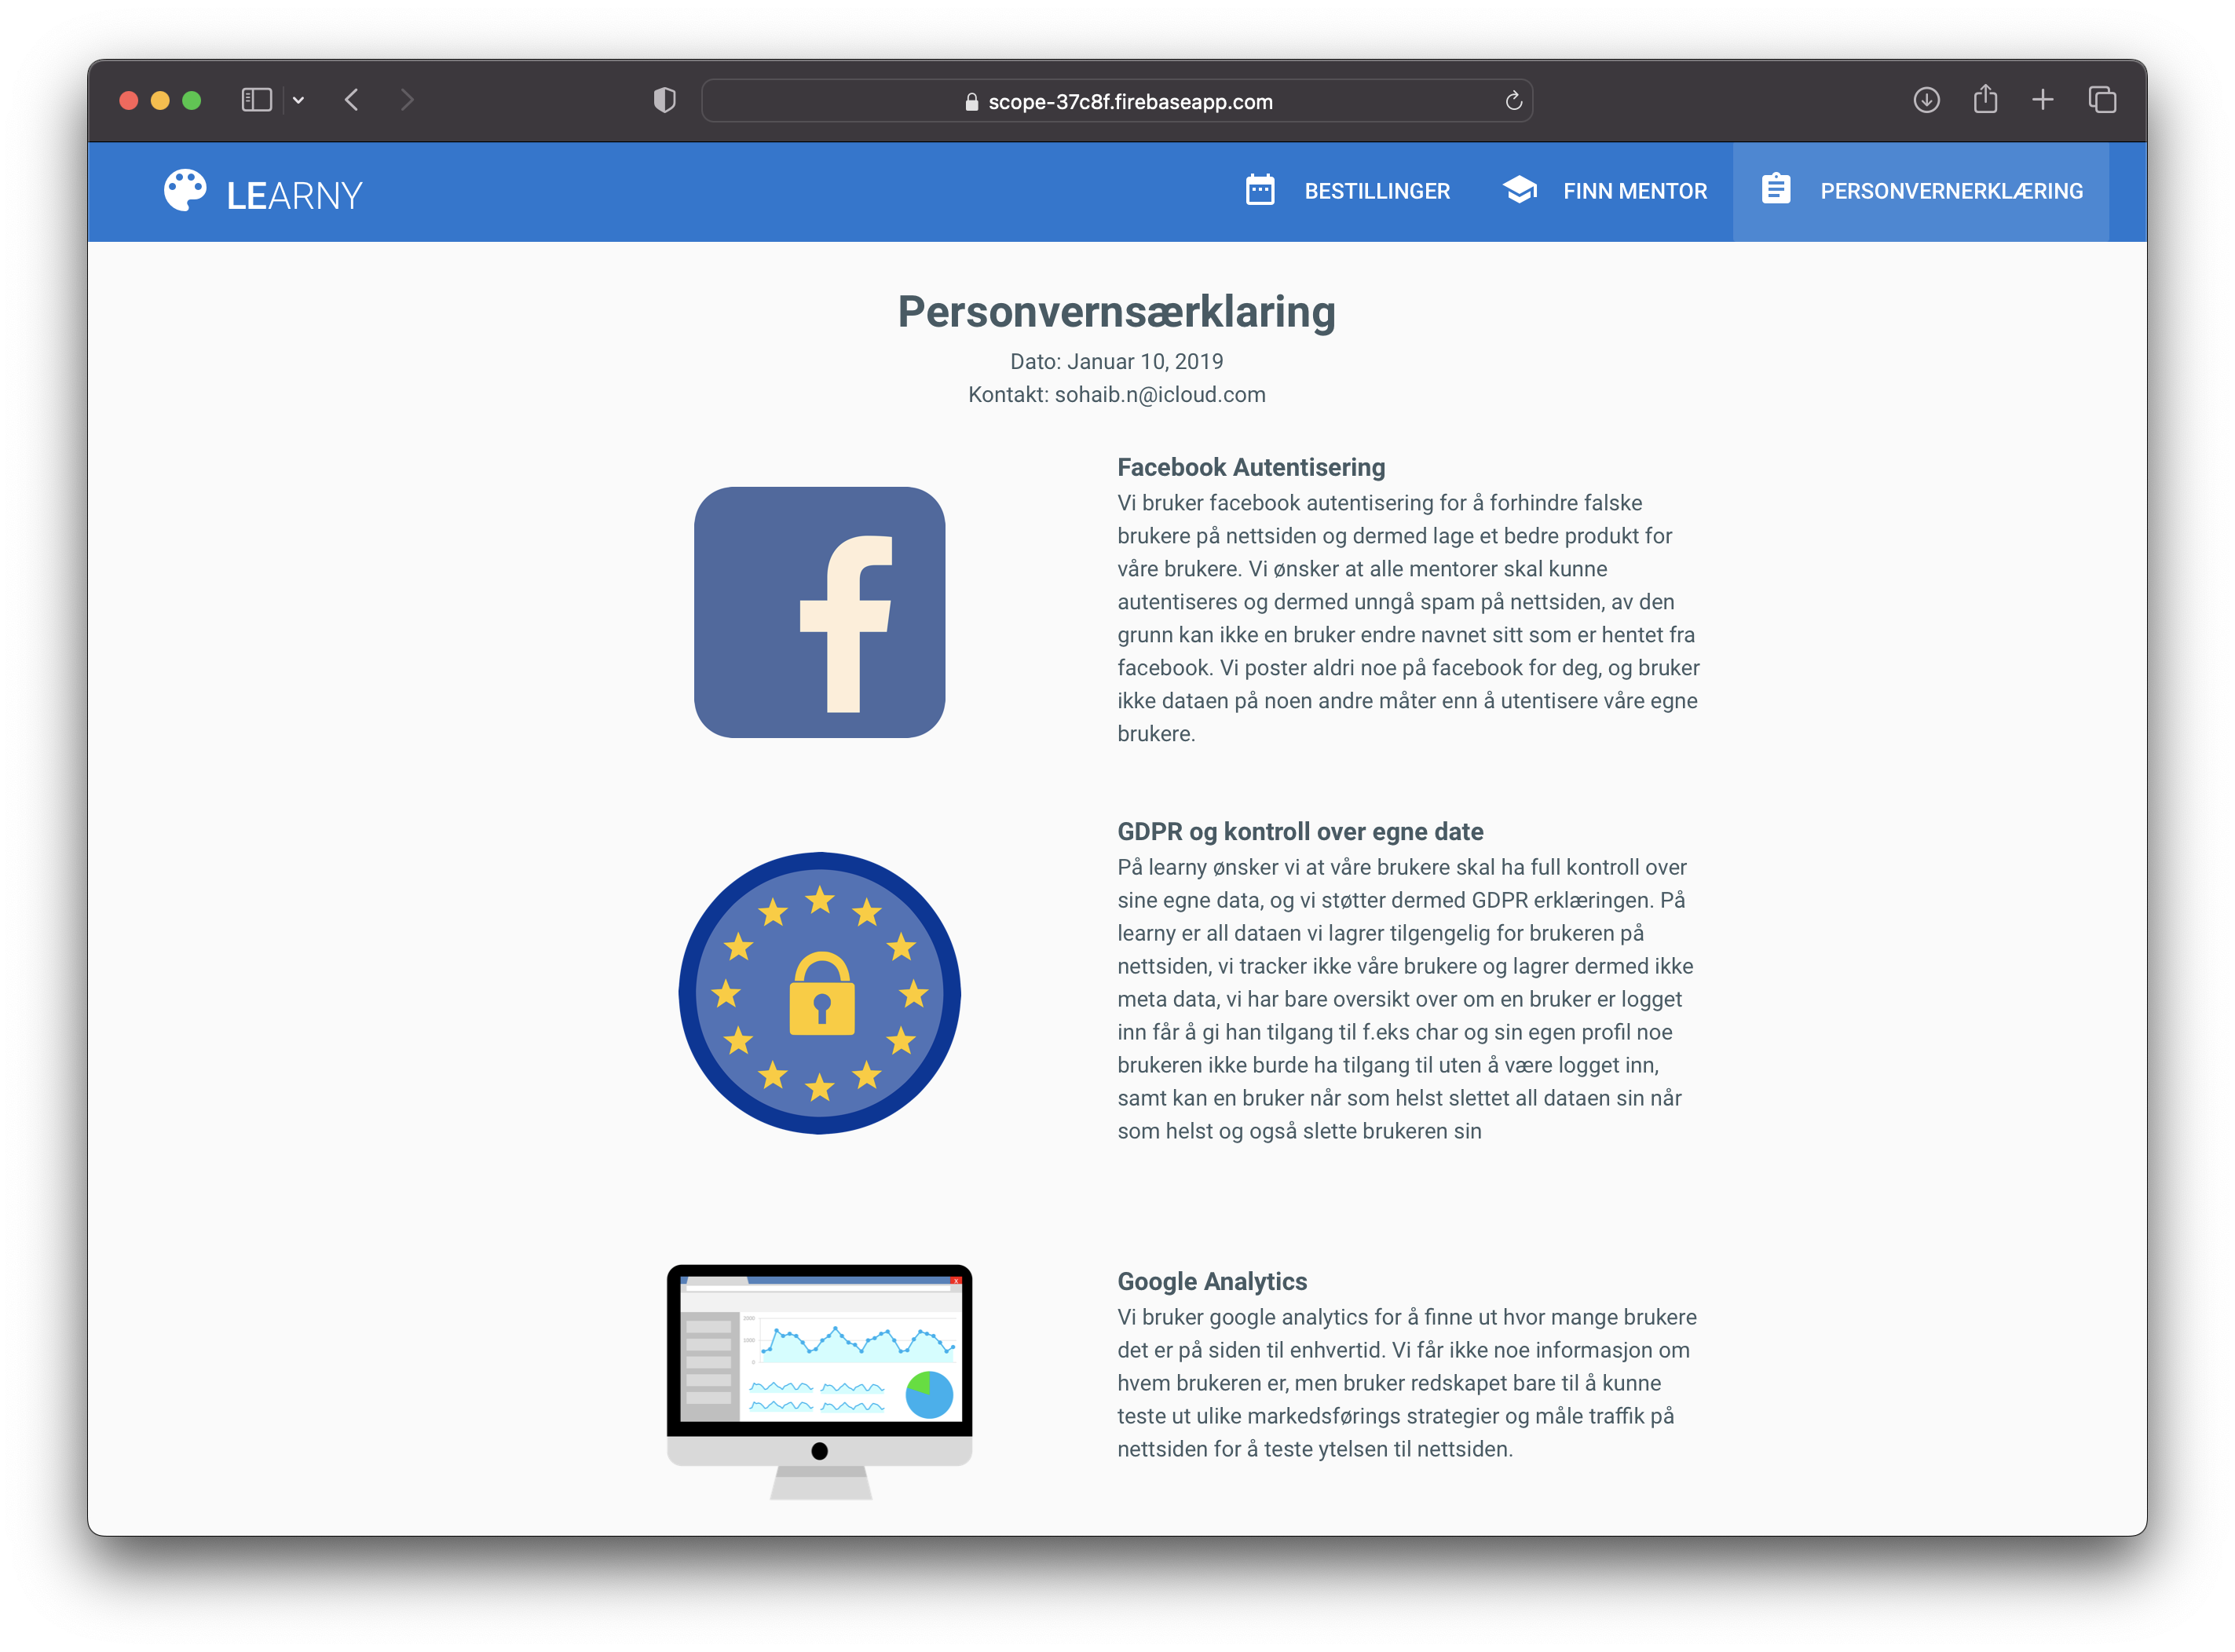 scope-37c8f.firebaseapp.com
LEARNY
BESTILLINGER
FINN MENTOR
PERSONVERNERKLÆRING
Personvernsærklaring
Dato: Januar 10, 2019
Kontakt: sohaib.n@icloud.com
Facebook Autentisering
Vi bruker facebook autentisering for å forhindre falske
brukere på nettsiden og dermed lage et bedre produkt for
våre brukere. Vi ønsker at alle mentorer skal kunne
autentiseres og dermed unngå spam på nettsiden, av den
grunn kan ikke en bruker endre navnet sitt som er hentet fra
facebook. Vi poster aldri noe på facebook for deg, og bruker
ikke dataen på noen andre måter enn å utentisere våre egne
brukere.
GDPR og kontroll over egne date
På learny ønsker vi at våre brukere skal ha full kontroll over
sine egne data, og vi støtter dermed GDPR erklæringen. På
learny er all dataen vi lagrer tilgengelig for brukeren på
nettsiden, vi tracker ikke våre brukere og lagrer dermed ikke
meta data, vi har bare oversikt over om en bruker er logget
inn får å gi han tilgang til f.eks char og sin egen profil noe
brukeren ikke burde ha tilgang til uten å være logget inn,
samt kan en bruker når som helst slettet all dataen sin når
som helst og også slette brukeren sin
Google Analytics
Vi bruker google analytics for å finne ut hvor mange brukere
det er på siden til enhvertid. Vi får ikke noe informasjon om
hvem brukeren er, men bruker redskapet bare til å kunne
teste ut ulike markedsførings strategier og måle traffik på
nettsiden for å teste ytelsen til nettsiden.